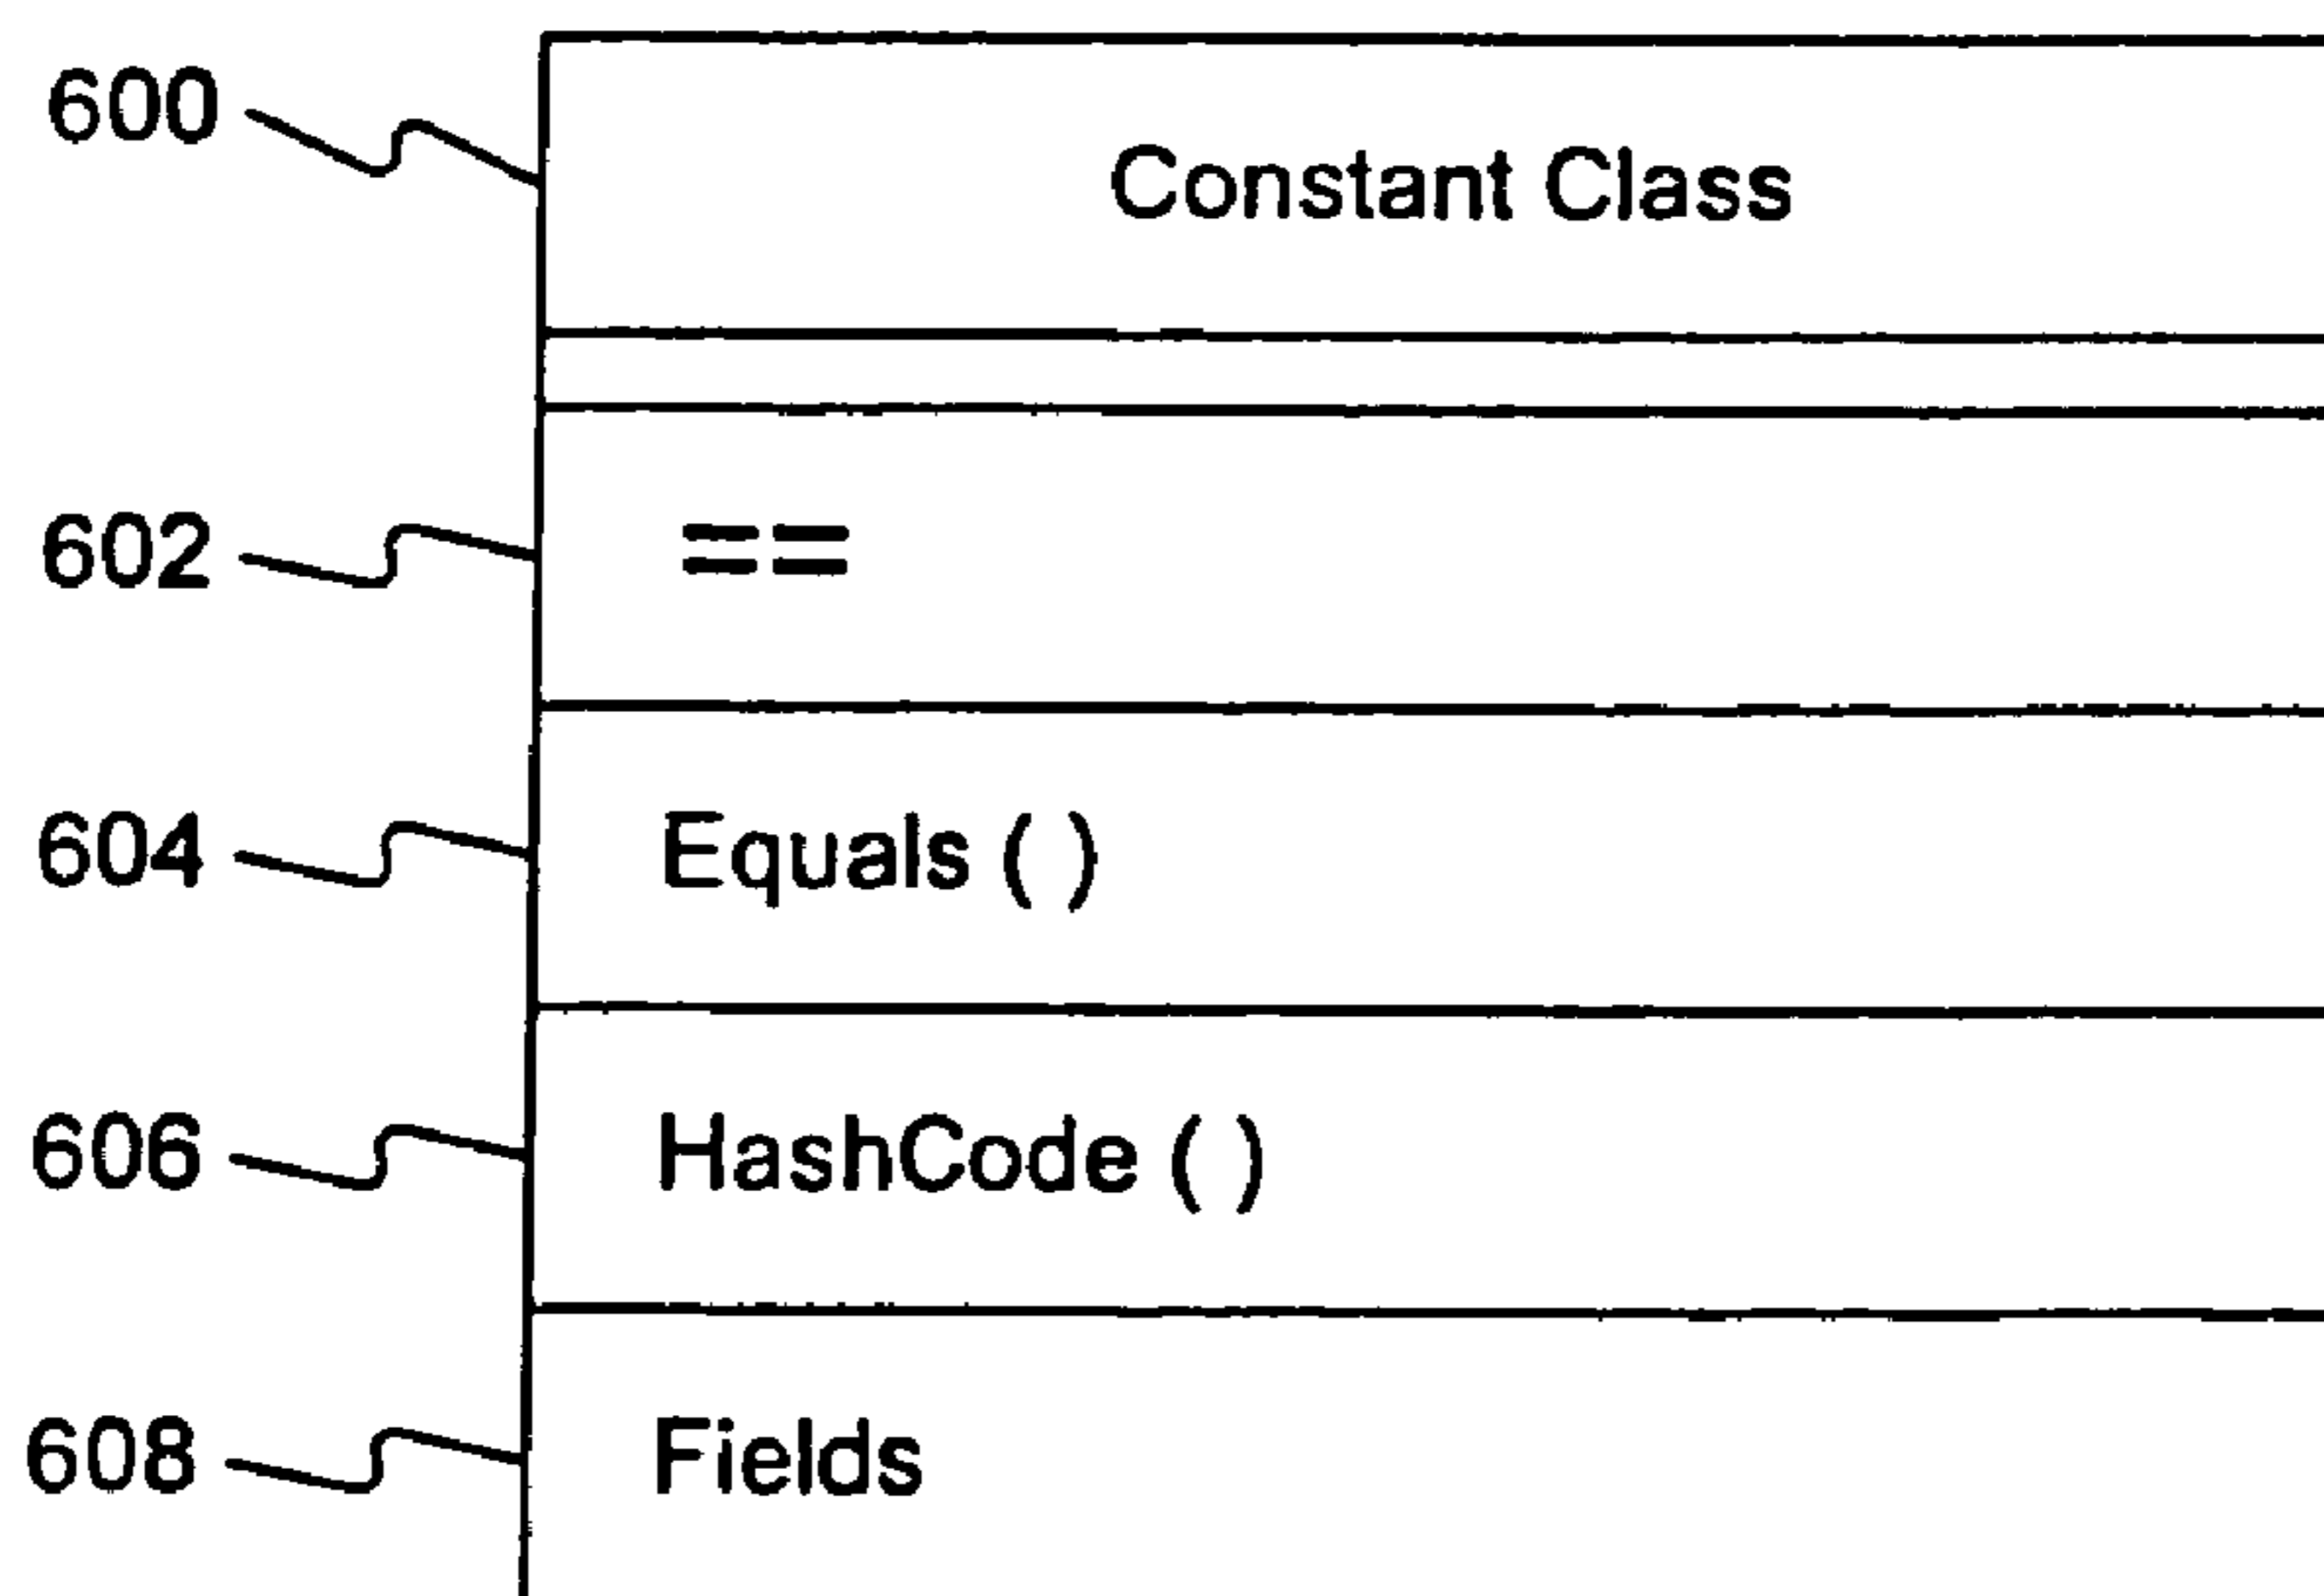 600 Constant Class
602 ==
604 Equals ( )
606 HashCode ( )
608 Fields